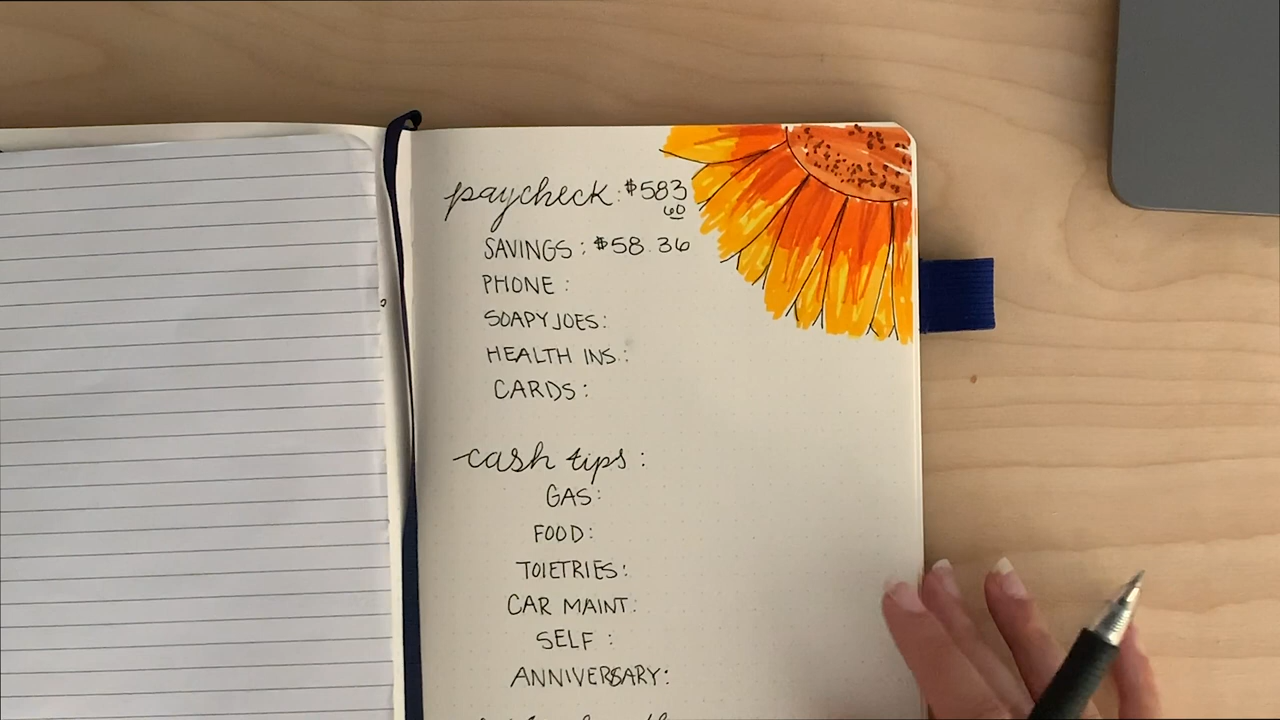 paycheck: $583
60
SAVINGS: $58.36
PHONE:
SOAPY JOES:
HEALTH INS.:
CARDS:
cash tips:
GAS:
FOOD:
TOIETRIES:
CAR MAINT.:
SELF:
ANNIVERSARY: